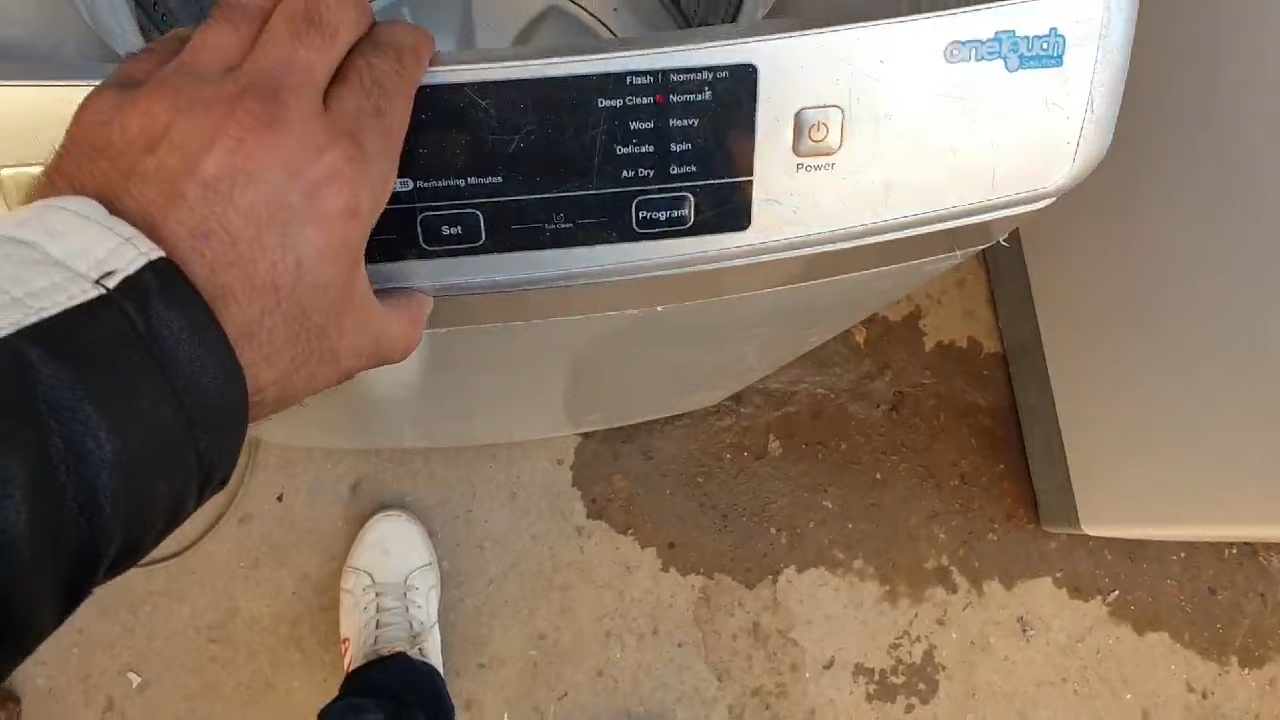 oneTouch
Solution
Flash Normally on
Deep Clean Normal
Wool Heavy
Delicate Spin
Air Dry Quick
Remaining Minutes
Power
Set
Tub Clean
Program